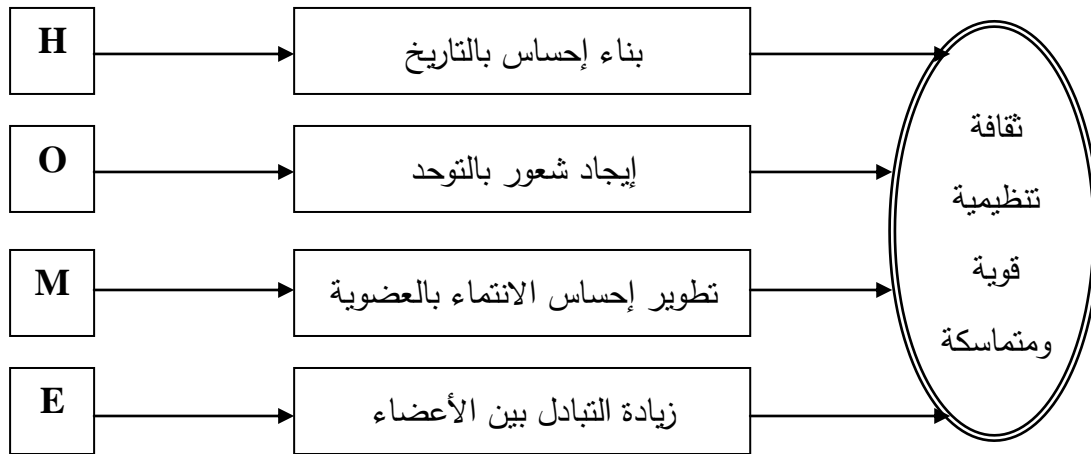 H
بناء إحساس بالتاريخ
O
إيجاد شعور بالتوحد
M
تطوير إحساس الانتماء بالعضوية
E
زيادة التبادل بين الأعضاء
ثقافة
تنظيمية
قوية
ومتماسكة